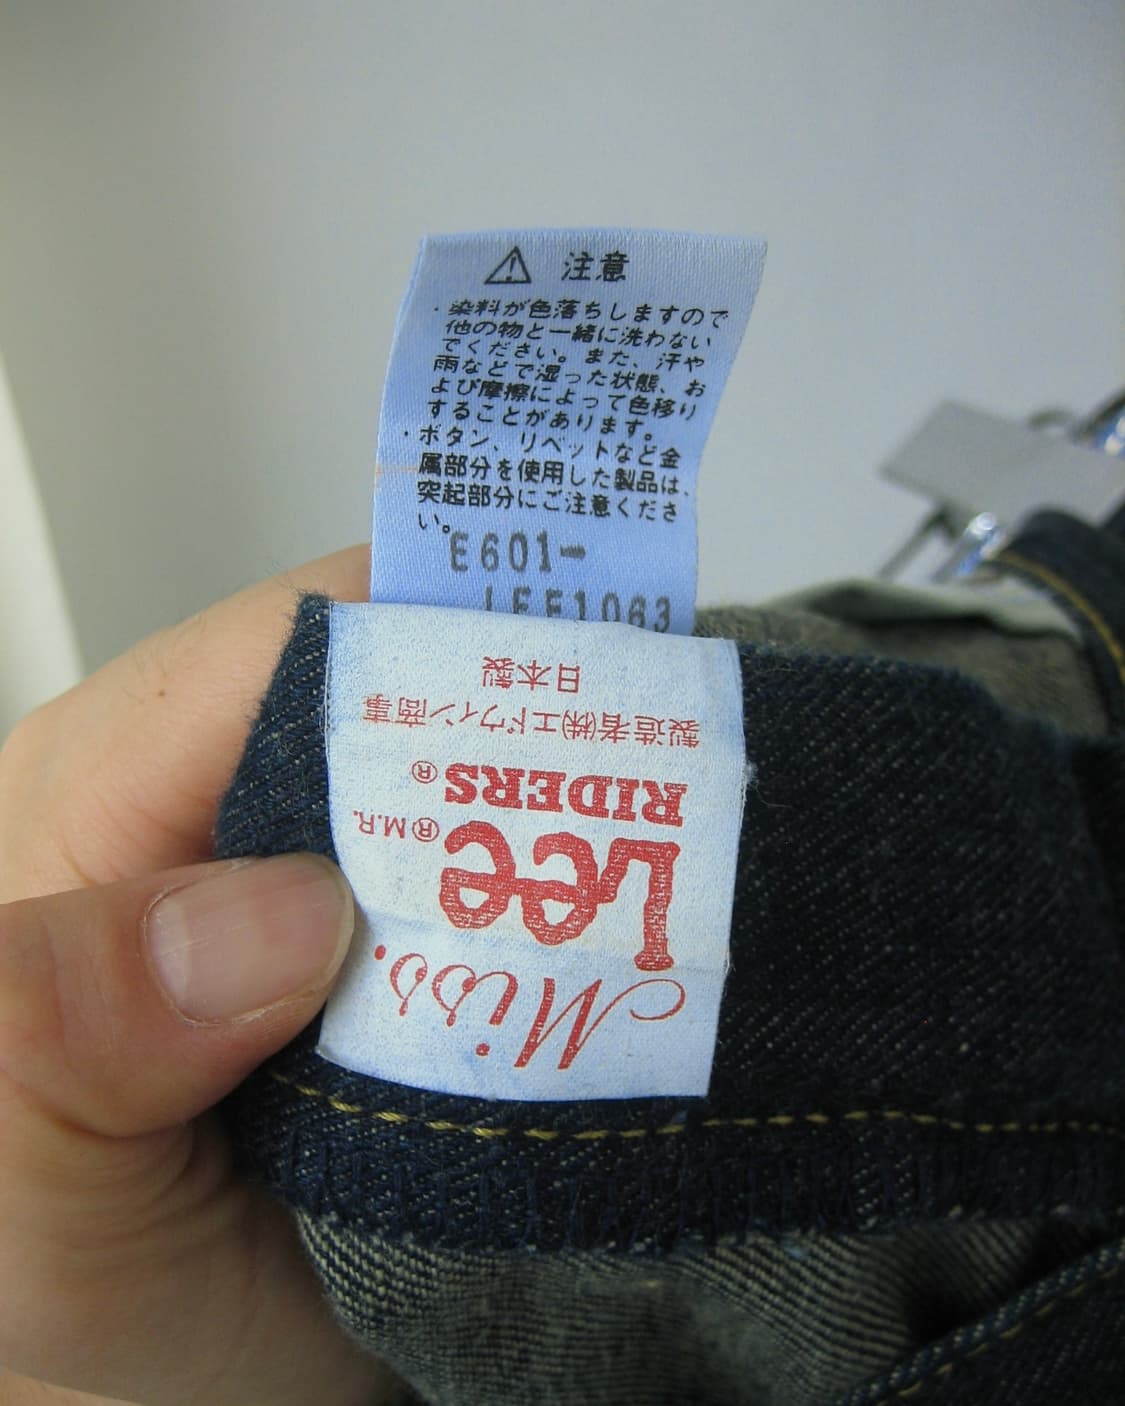 ⚠ 注意
・染料が色落ちしますので
他の物と一緒に洗わない
でください。また、汗や
雨などで湿った状態、お
よび摩擦によって色移り
することがあります。
・ボタン、リベットなど金
属部分を使用した製品は、
突起部分にご注意くださ
い。
E601-
LEE1063
Miss.
Lee® M.R.
RIDERS®
製造者㈱エドウィン商事
日本製